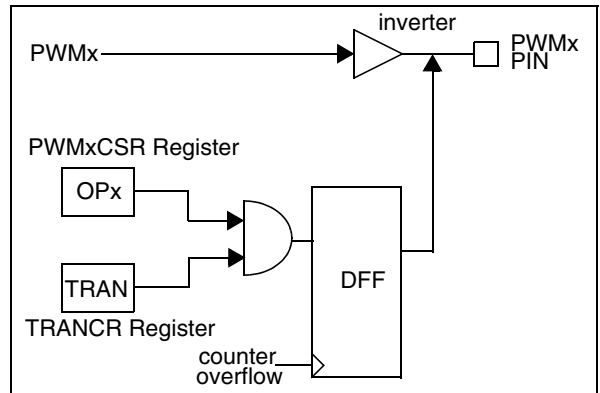 inverter
PWMx
PWMx
PIN
PWMxCSR Register
OPx
TRAN
TRANCR Register
DFF
counter
overflow